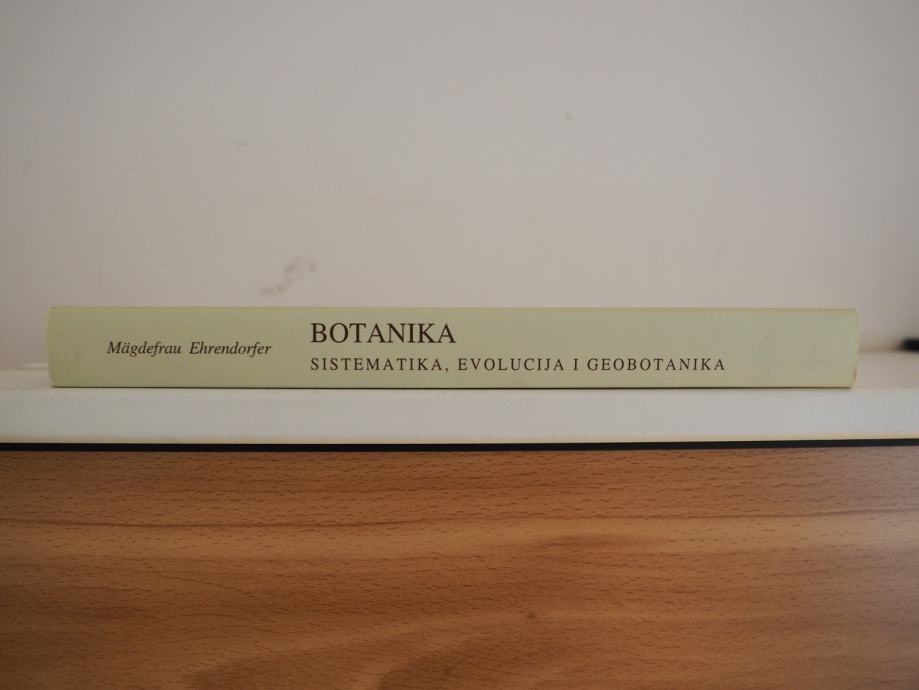 Mägdefrau Ehrendorfer
BOTANIKA
SISTEMATIKA, EVOLUCIJA I GEOBOTANIKA